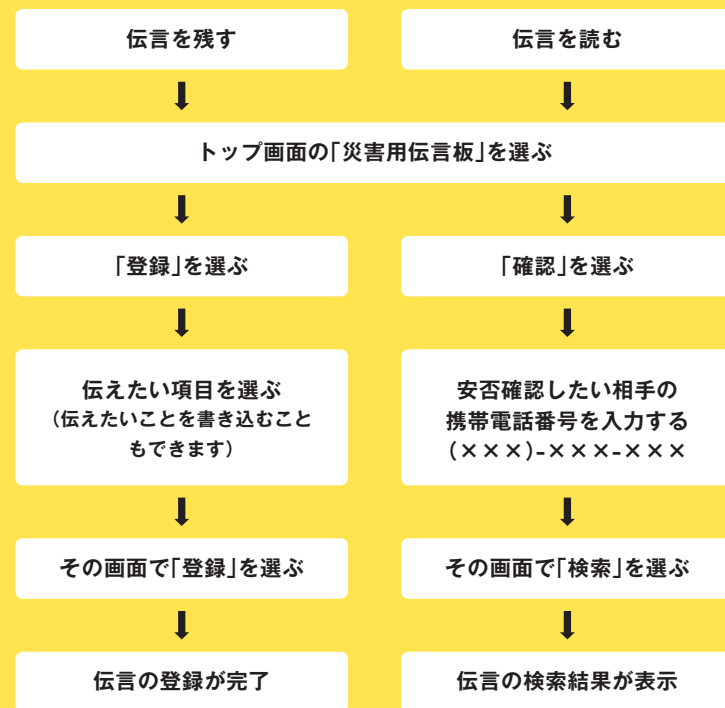 伝言を残す
伝言を読む
トップ画面の「災害用伝言板」を選ぶ
「登録」を選ぶ
「確認」を選ぶ
伝えたい項目を選ぶ
(伝えたいことを書き込むこと
もできます)
安否確認したい相手の
携帯電話番号を入力する
(×××)-×××-×××
その画面で「登録」を選ぶ
その画面で「検索」を選ぶ
伝言の登録が完了
伝言の検索結果が表示